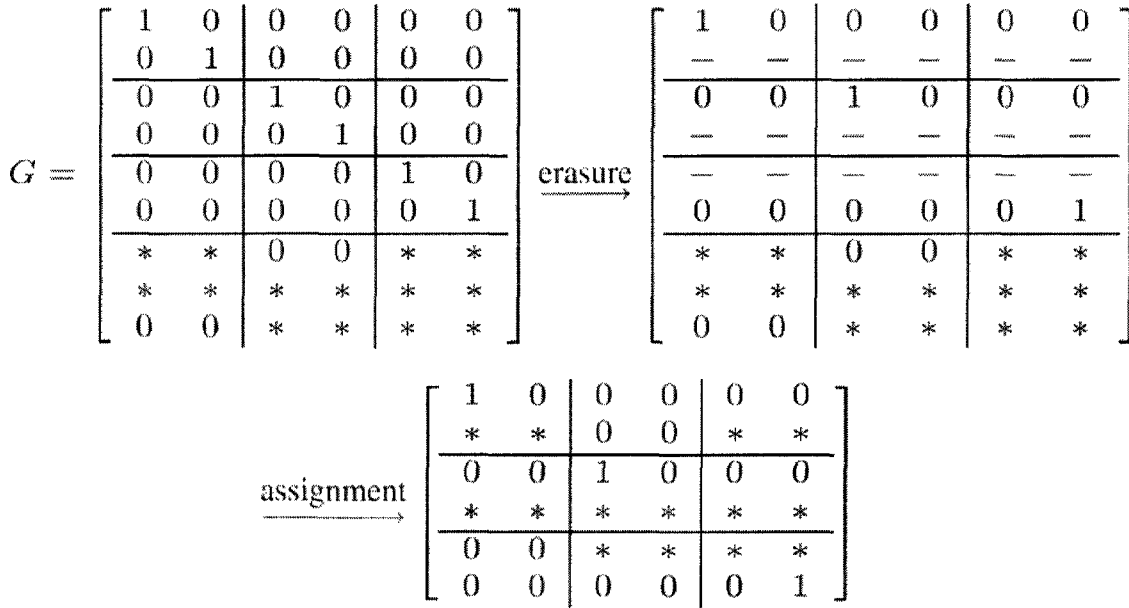 1 0 0 0 0 0
0 1 0 0 0 0
0 0 1 0 0 0
0 0 0 1 0 0
G = 0 0 0 0 1 0
0 0 0 0 0 1
* * 0 0 * *
* * * * * *
0 0 * * * *
erasure
1 0 0 0 0 0
– – – – – –
0 0 1 0 0 0
– – – – – –
– – – – – –
0 0 0 0 0 1
* * 0 0 * *
* * * * * *
0 0 * * * *
assignment
1 0 0 0 0 0
* * 0 0 * *
0 0 1 0 0 0
* * * * * *
0 0 * * * *
0 0 0 0 0 1